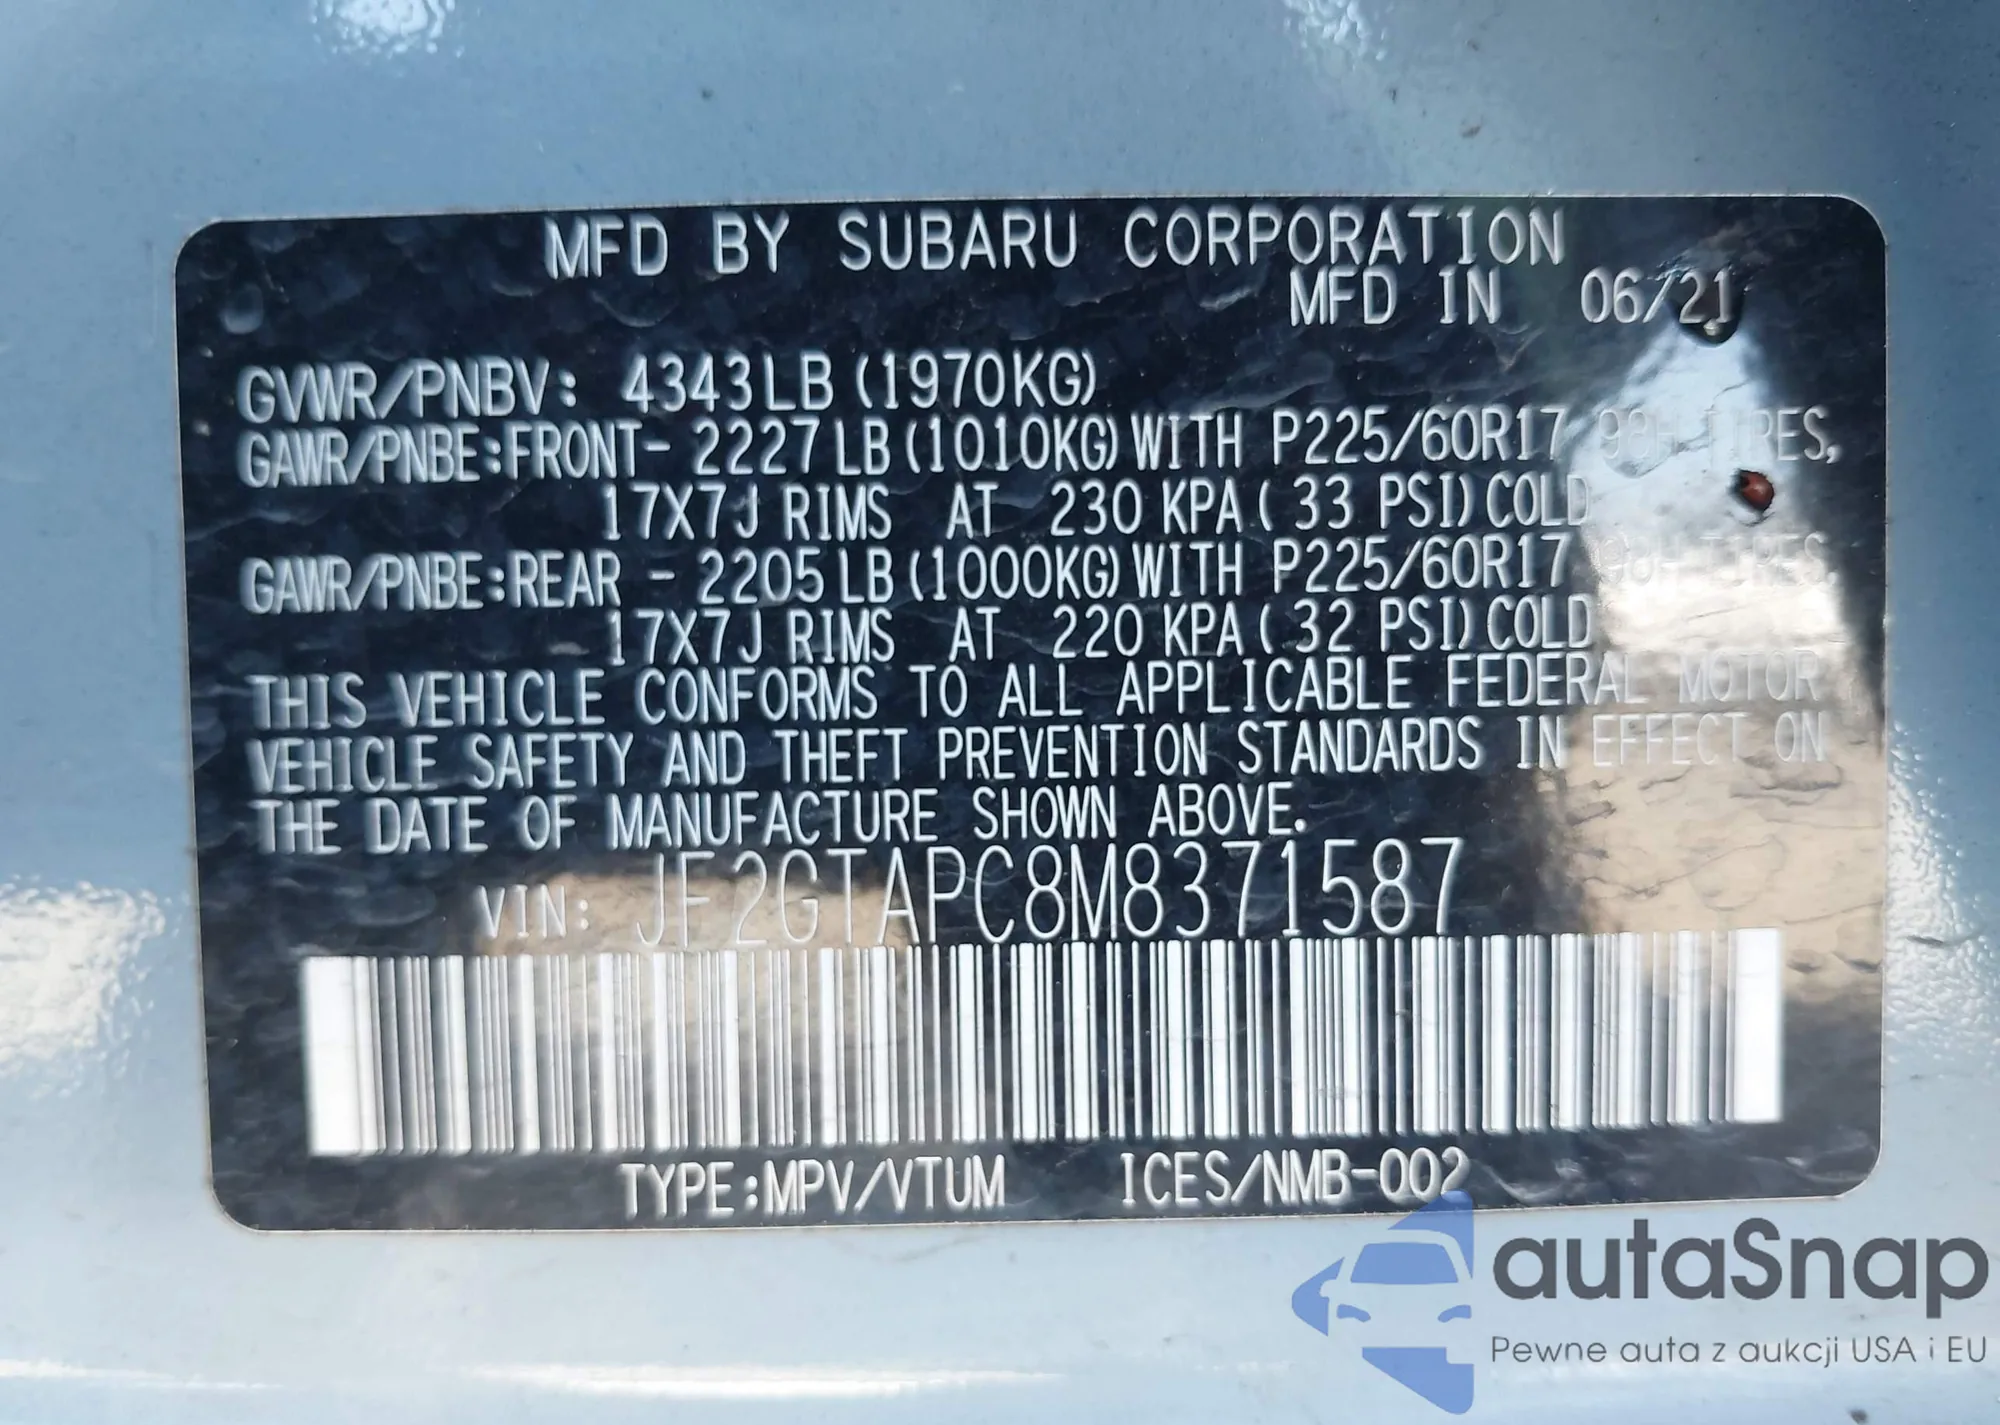 MFD BY SUBARU CORPORATION
MFD IN 06/21
GVWR/PNBV: 4343LB (1970KG)
GAWR/PNBE:FRONT- 2227LB(1010KG)WITH P225/60R17 98H TIRES,
17X7J RIMS AT 230 KPA( 33 PSI)COLD
GAWR/PNBE:REAR - 2205LB(1000KG)WITH P225/60R17 98H TIRES,
17X7J RIMS AT 220 KPA( 32 PSI)COLD
THIS VEHICLE CONFORMS TO ALL APPLICABLE FEDERAL MOTOR
VEHICLE SAFETY AND THEFT PREVENTION STANDARDS IN EFFECT ON
THE DATE OF MANUFACTURE SHOWN ABOVE.
VIN: JF2GTAPC8M8371587
TYPE:MPV/VTUM ICES/NMB-002
autaSnap
Pewne auta z aukcji USA i EU